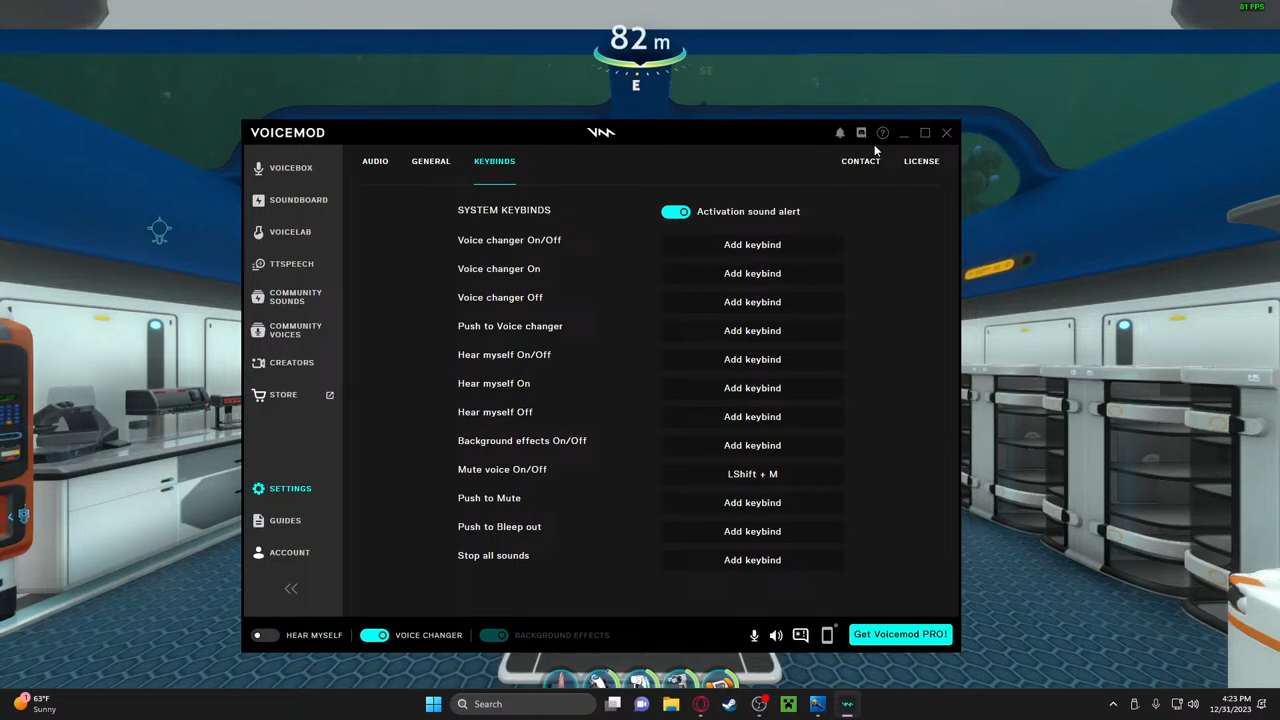 81 FPS
82 m
SE
E
VOICEMOD
VOICEBOX
SOUNDBOARD
VOICELAB
TTSPEECH
COMMUNITY
SOUNDS
COMMUNITY
VOICES
CREATORS
STORE
SETTINGS
GUIDES
ACCOUNT
AUDIO GENERAL KEYBINDS CONTACT LICENSE
SYSTEM KEYBINDS Activation sound alert
Voice changer On/Off Add keybind
Voice changer On Add keybind
Voice changer Off Add keybind
Push to Voice changer Add keybind
Hear myself On/Off Add keybind
Hear myself On Add keybind
Hear myself Off Add keybind
Background effects On/Off Add keybind
Mute voice On/Off LShift + M
Push to Mute Add keybind
Push to Bleep out Add keybind
Stop all sounds Add keybind
HEAR MYSELF VOICE CHANGER BACKGROUND EFFECTS Get Voicemod PRO!
63°F
Sunny
Search
4:23 PM
12/31/2023